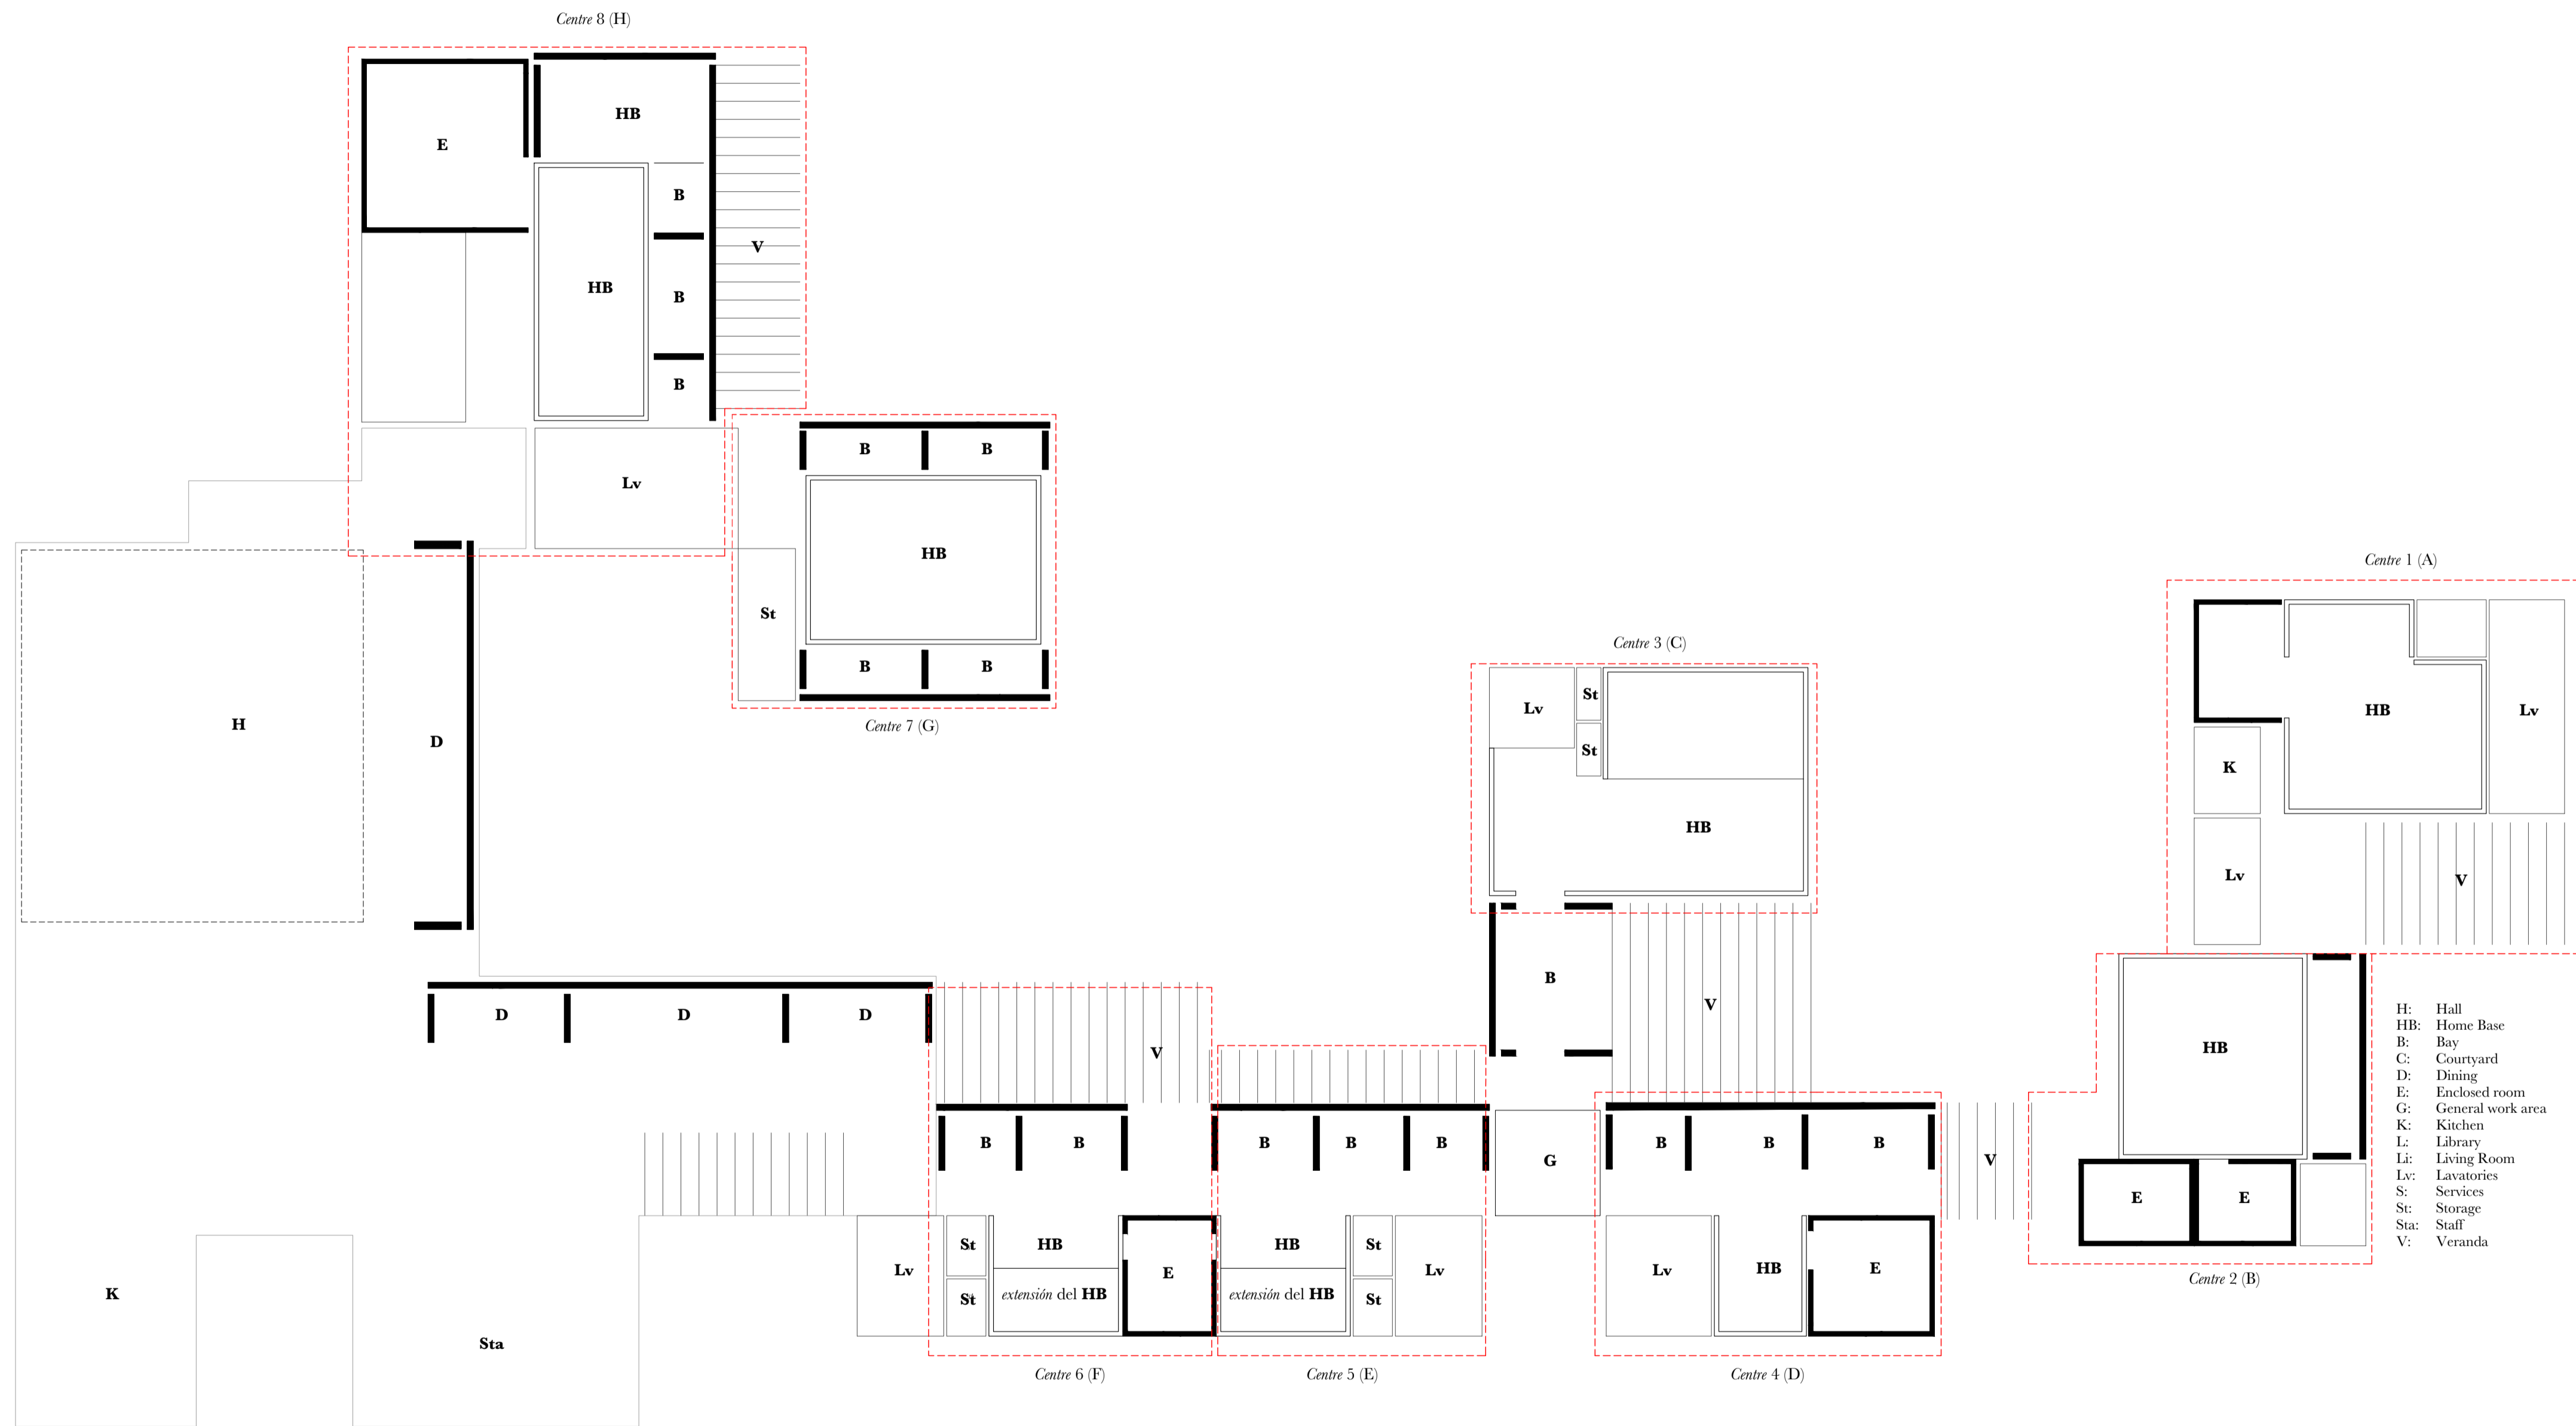 Centre 8 (H)
HB
E
B
V
HB
B
B
B
B
Lv
HB
St
B
B
Centre 7 (G)
H
D
D
D
D
K
Sta
V
B
B
Lv
St
St
HB
extensión del HB
E
Centre 6 (F)
B
B
B
HB
extensión del HB
St
St
Lv
Centre 5 (E)
Centre 3 (C)
Lv
St
St
HB
B
V
G
B
B
B
Lv
HB
E
Centre 4 (D)
V
Centre 1 (A)
HB
Lv
K
Lv
V
HB
E
E
Centre 2 (B)
H: Hall
HB: Home Base
B: Bay
C: Courtyard
D: Dining
E: Enclosed room
G: General work area
K: Kitchen
L: Library
Li: Living Room
Lv: Lavatories
S: Services
St: Storage
Sta: Staff
V: Veranda